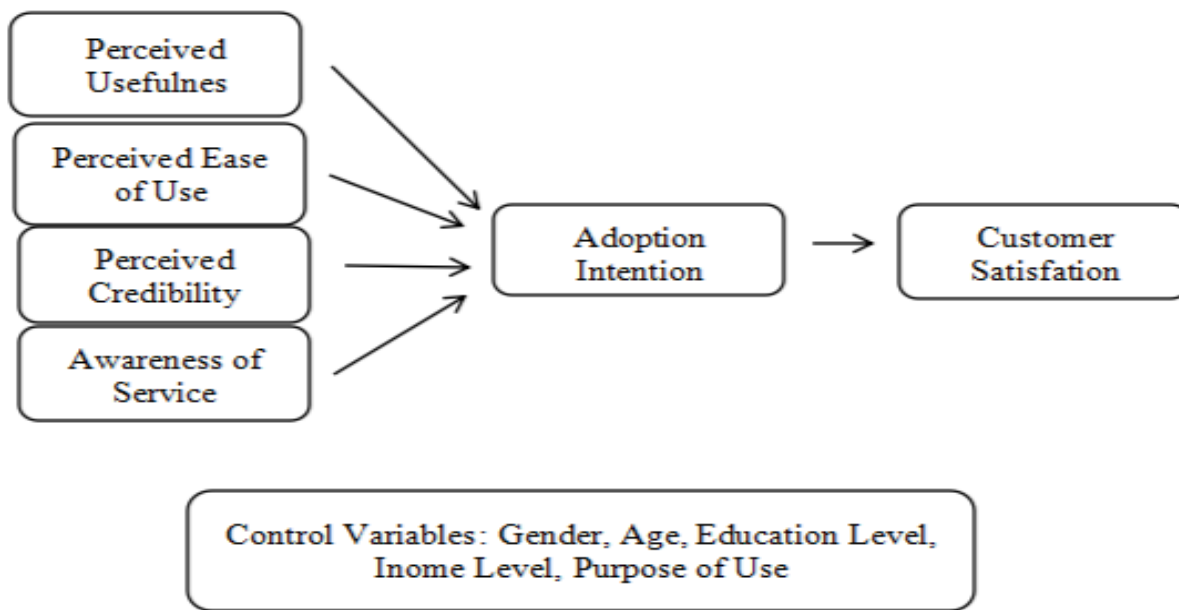 Perceived
Usefulnes
Perceived Ease
of Use
Perceived
Credibility
Awareness of
Service
Adoption
Intention
Customer
Satisfation
Control Variables: Gender, Age, Education Level,
Inome Level, Purpose of Use